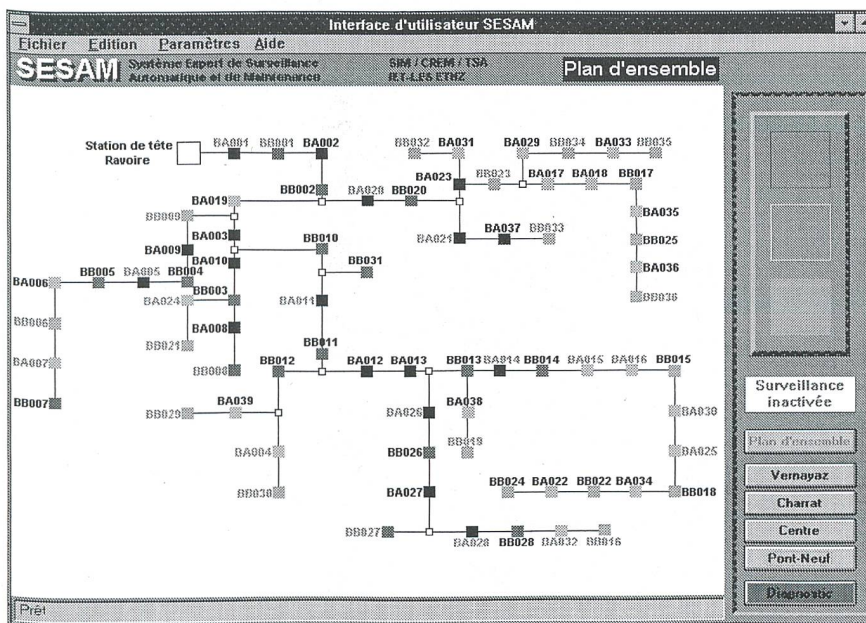 Interface d'utilisateur SESAM
Fichier Edition Paramètres Aide
SESAM Système Expert de Surveillance Automatique et de Maintenance
SIM / CREM / TSA
IET-LES ETHZ
Plan d'ensemble
Station de tête Ravoire
BA001 BB001 BA002
BB032 BA031
BA029 BB034 BA033 BB035
BB002 BA020 BB020
BA023 BB023 BA017 BA018 BB017
BA019
BB009
BA003
BB010
BA021 BA037 BB033
BA035
BB025
BA036
BB036
BA009
BA010
BB031
BA006 BB005 BA005 BB004
BB003
BA024
BA011
BB006
BA008
BB021
BA007
BB008
BB011
BB007
BB012 BA012 BA013 BB013 BA014 BB014 BA015 BA016 BB015
BB029 BA039
BA026
BA038
BA030
BA004
BB026
BB019
BA025
BB030
BA027
BB024 BA022 BB022 BA034 BB018
BB027 BA028 BB028 BA032 BB016
Surveillance
inactivée
Plan d'ensemble
Vernayaz
Charrat
Centre
Pont-Neuf
Diagnostic
Prêt